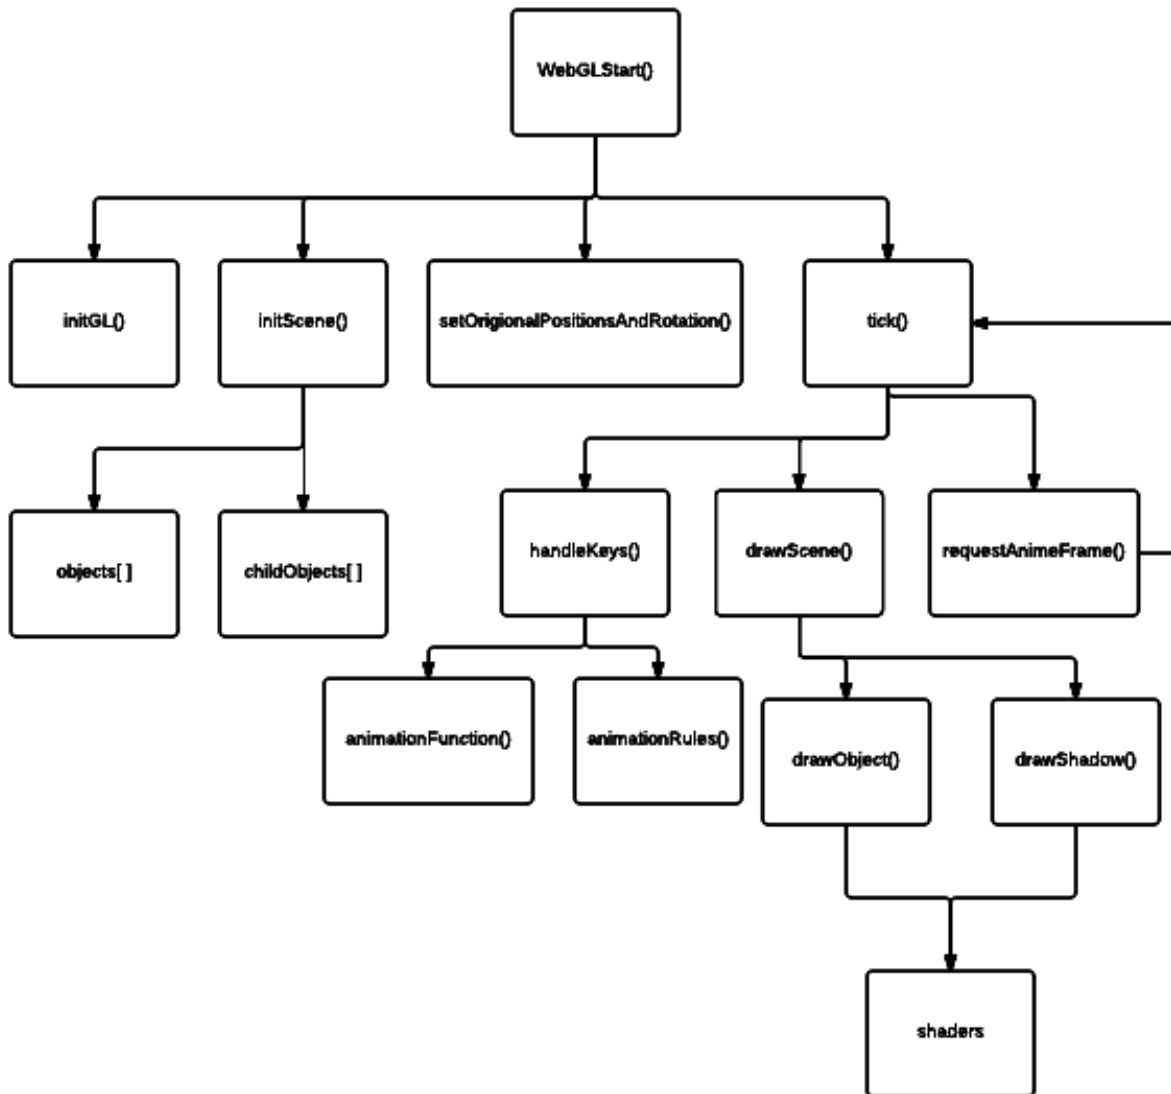 WebGLStart()
initGL()
initScene()
setOrigionalPositionsAndRotation()
tick()
objects[ ]
childObjects[ ]
handleKeys()
drawScene()
requestAnimeFrame()
animationFunction()
animationRules()
drawObject()
drawShadow()
shaders